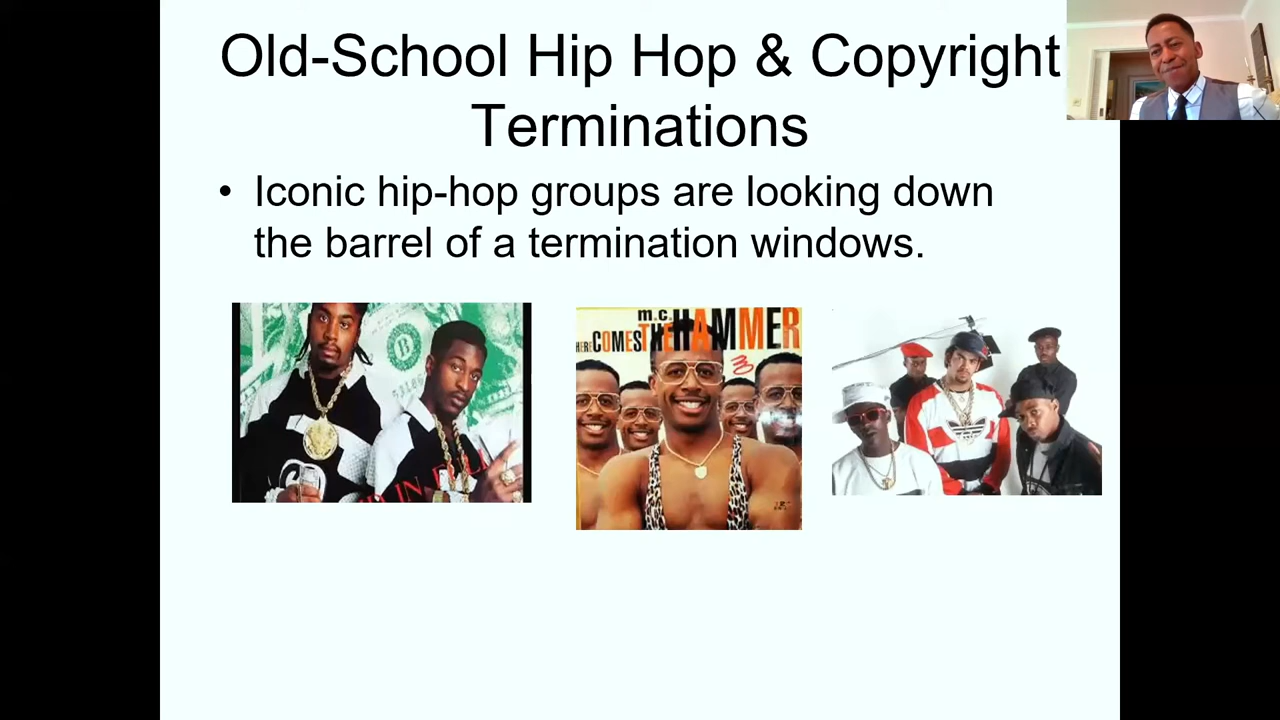 Old-School Hip Hop & Copyright
Terminations
• Iconic hip-hop groups are looking down
the barrel of a termination windows.
m.c.
HERE COMES THE HAMMER